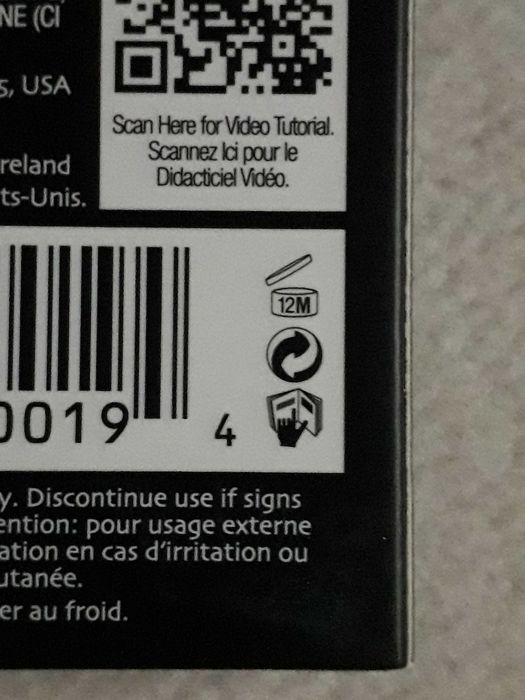 NE (CI
s, USA
reland
ts-Unis.
Scan Here for Video Tutorial.
Scannez Ici pour le
Didacticiel Vidéo.
12M
0019 4
y. Discontinue use if signs
ention: pour usage externe
ation en cas d'irritation ou
utanée.
er au froid.